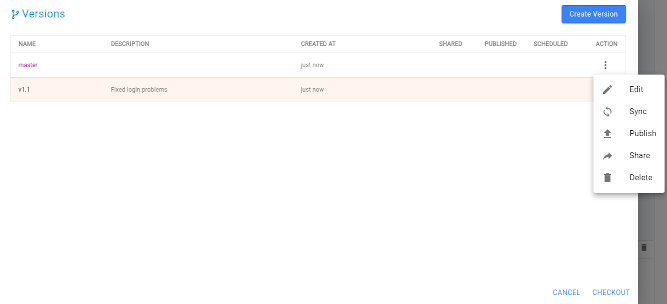 Versions
Create Version
NAME DESCRIPTION CREATED AT SHARED PUBLISHED SCHEDULED ACTION
master just now
v1.1 Fixed login problems just now
Edit
Sync
Publish
Share
Delete
CANCEL CHECKOUT